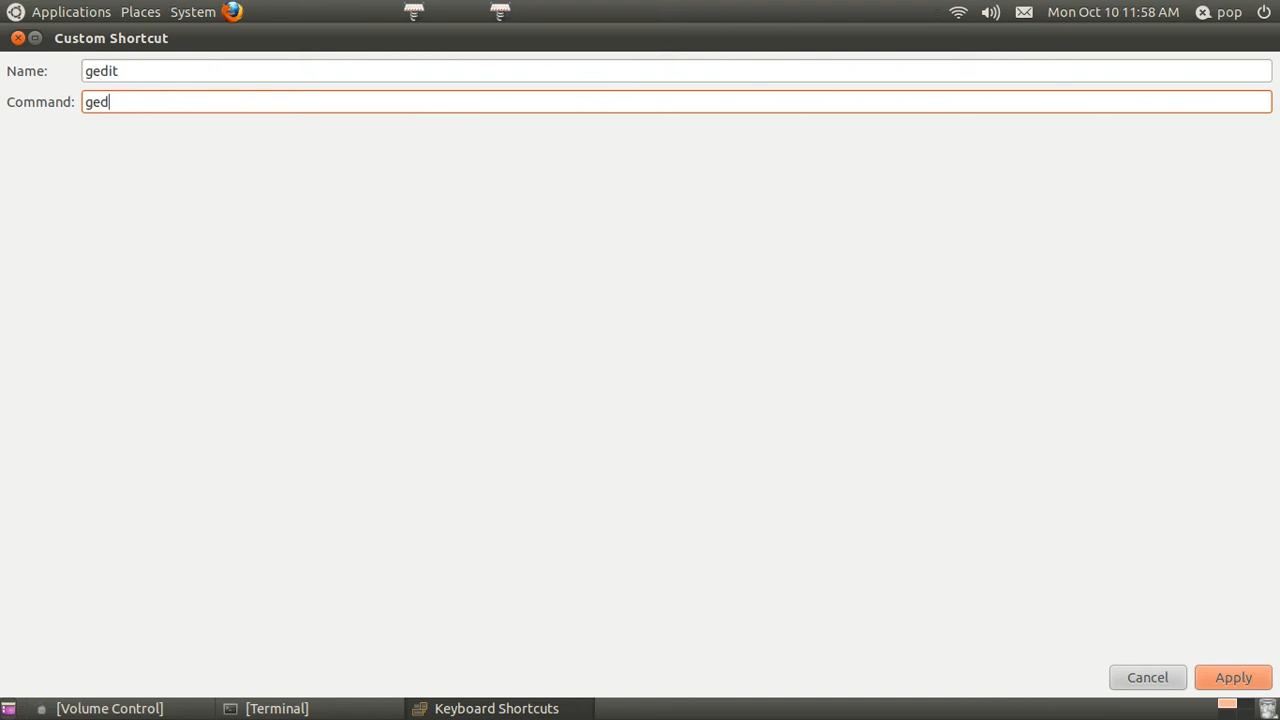 Applications Places System Mon Oct 10 11:58 AM pop
Custom Shortcut
Name: gedit
Command: ged
Cancel Apply
[Volume Control] [Terminal] Keyboard Shortcuts